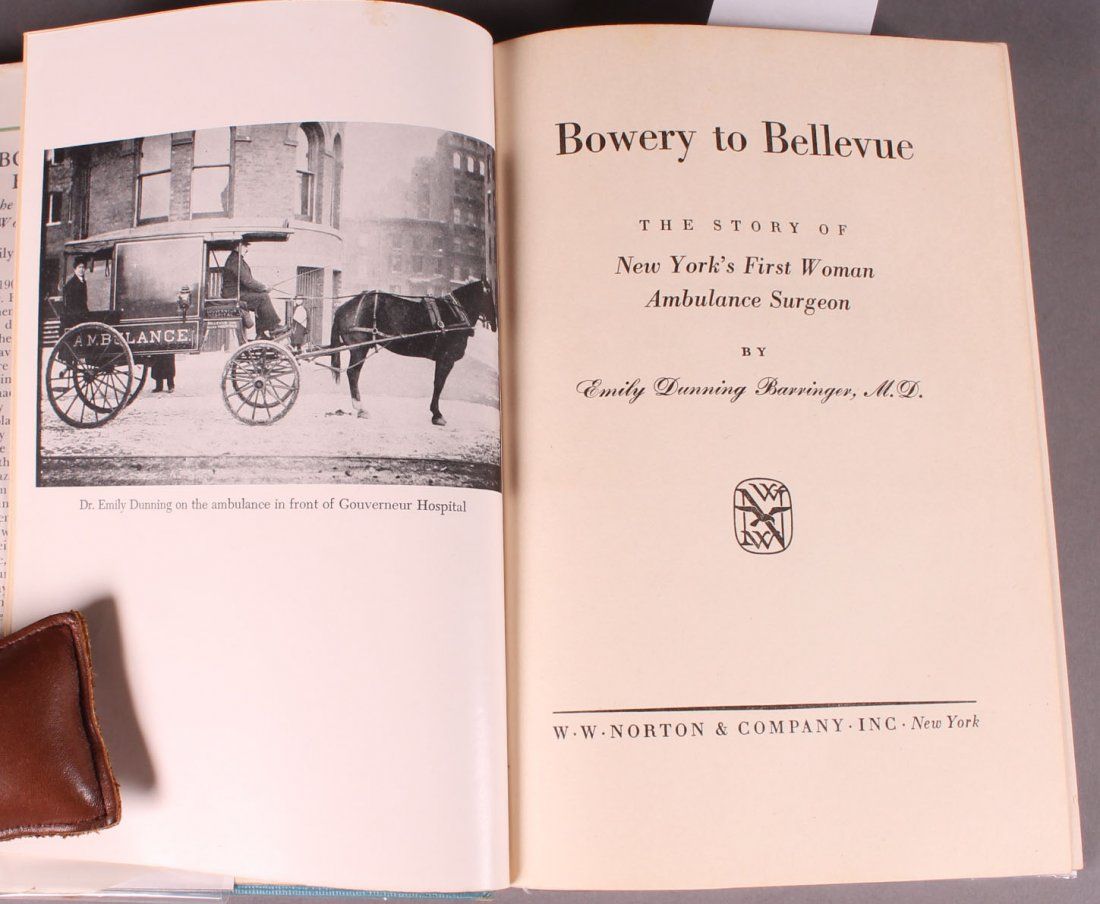 AMBULANCE
Dr. Emily Dunning on the ambulance in front of Gouverneur Hospital
Bowery to Bellevue
THE STORY OF
New York's First Woman
Ambulance Surgeon
BY
Emily Dunning Barringer, M.D.
W·W·NORTON & COMPANY·INC·New York